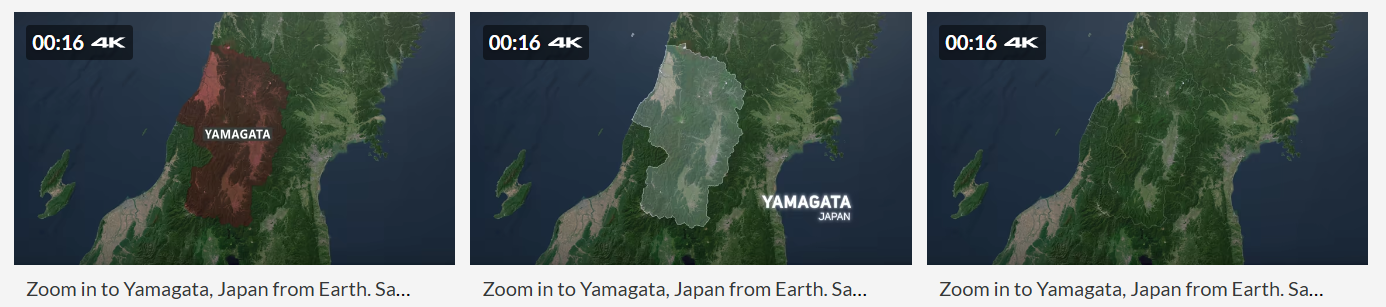 00:16 4K
YAMAGATA
Zoom in to Yamagata, Japan from Earth. Sa...
00:16 4K
YAMAGATA
JAPAN
Zoom in to Yamagata, Japan from Earth. Sa...
00:16 4K
Zoom in to Yamagata, Japan from Earth. Sa...